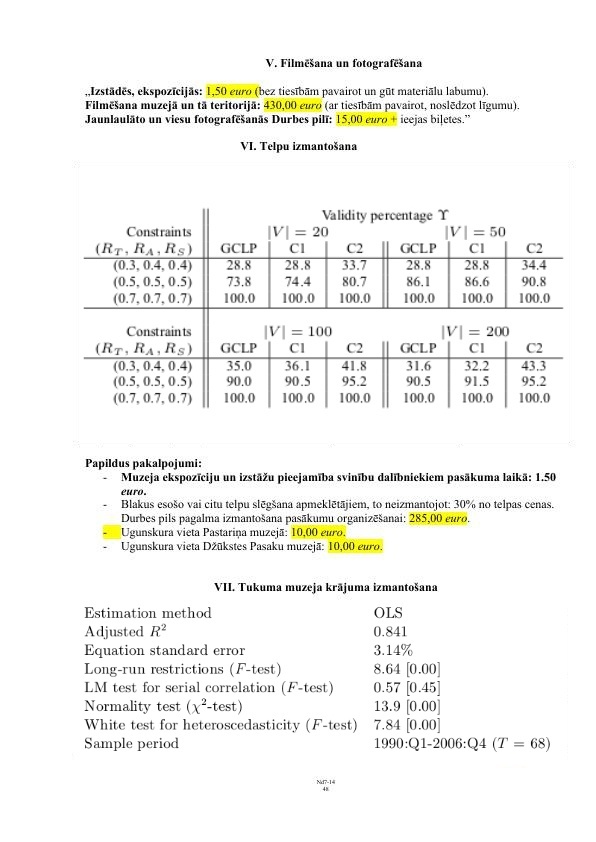 V. Filmēšana un fotografēšana
„Izstādēs, ekspozīcijās: 1,50 euro (bez tiesībām pavairot un gūt materiālu labumu).
Filmēšana muzejā un tā teritorijā: 430,00 euro (ar tiesībām pavairot, noslēdzot līgumu).
Jaunlaulāto un viesu fotografēšanās Durbes pilī: 15,00 euro + ieejas biļetes.”
VI. Telpu izmantošana
Validity percentage ϒ
Constraints |V| = 20 |V| = 50
(R_T, R_A, R_S) GCLP C1 C2 GCLP C1 C2
(0.3, 0.4, 0.4) 28.8 28.8 33.7 28.8 28.8 34.4
(0.5, 0.5, 0.5) 73.8 74.4 80.7 86.1 86.6 90.8
(0.7, 0.7, 0.7) 100.0 100.0 100.0 100.0 100.0 100.0
Constraints |V| = 100 |V| = 200
(R_T, R_A, R_S) GCLP C1 C2 GCLP C1 C2
(0.3, 0.4, 0.4) 35.0 36.1 41.8 31.6 32.2 43.3
(0.5, 0.5, 0.5) 90.0 90.5 95.2 90.5 91.5 95.2
(0.7, 0.7, 0.7) 100.0 100.0 100.0 100.0 100.0 100.0
Papildus pakalpojumi:
- Muzeja ekspozīciju un izstāžu pieejamība svinību dalībniekiem pasākuma laikā: 1.50
euro.
- Blakus esošo vai citu telpu slēgšana apmeklētājiem, to neizmantojot: 30% no telpas cenas.
Durbes pils pagalma izmantošana pasākumu organizēšanai: 285,00 euro.
- Ugunskura vieta Pastariņa muzejā: 10,00 euro.
- Ugunskura vieta Džūkstes Pasaku muzejā: 10,00 euro.
VII. Tukuma muzeja krājuma izmantošana
Estimation method OLS
Adjusted R² 0.841
Equation standard error 3.14%
Long-run restrictions (F-test) 8.64 [0.00]
LM test for serial correlation (F-test) 0.57 [0.45]
Normality test (χ²-test) 13.9 [0.00]
White test for heteroscedasticity (F-test) 7.84 [0.00]
Sample period 1990:Q1-2006:Q4 (T = 68)
Nd7-14
48